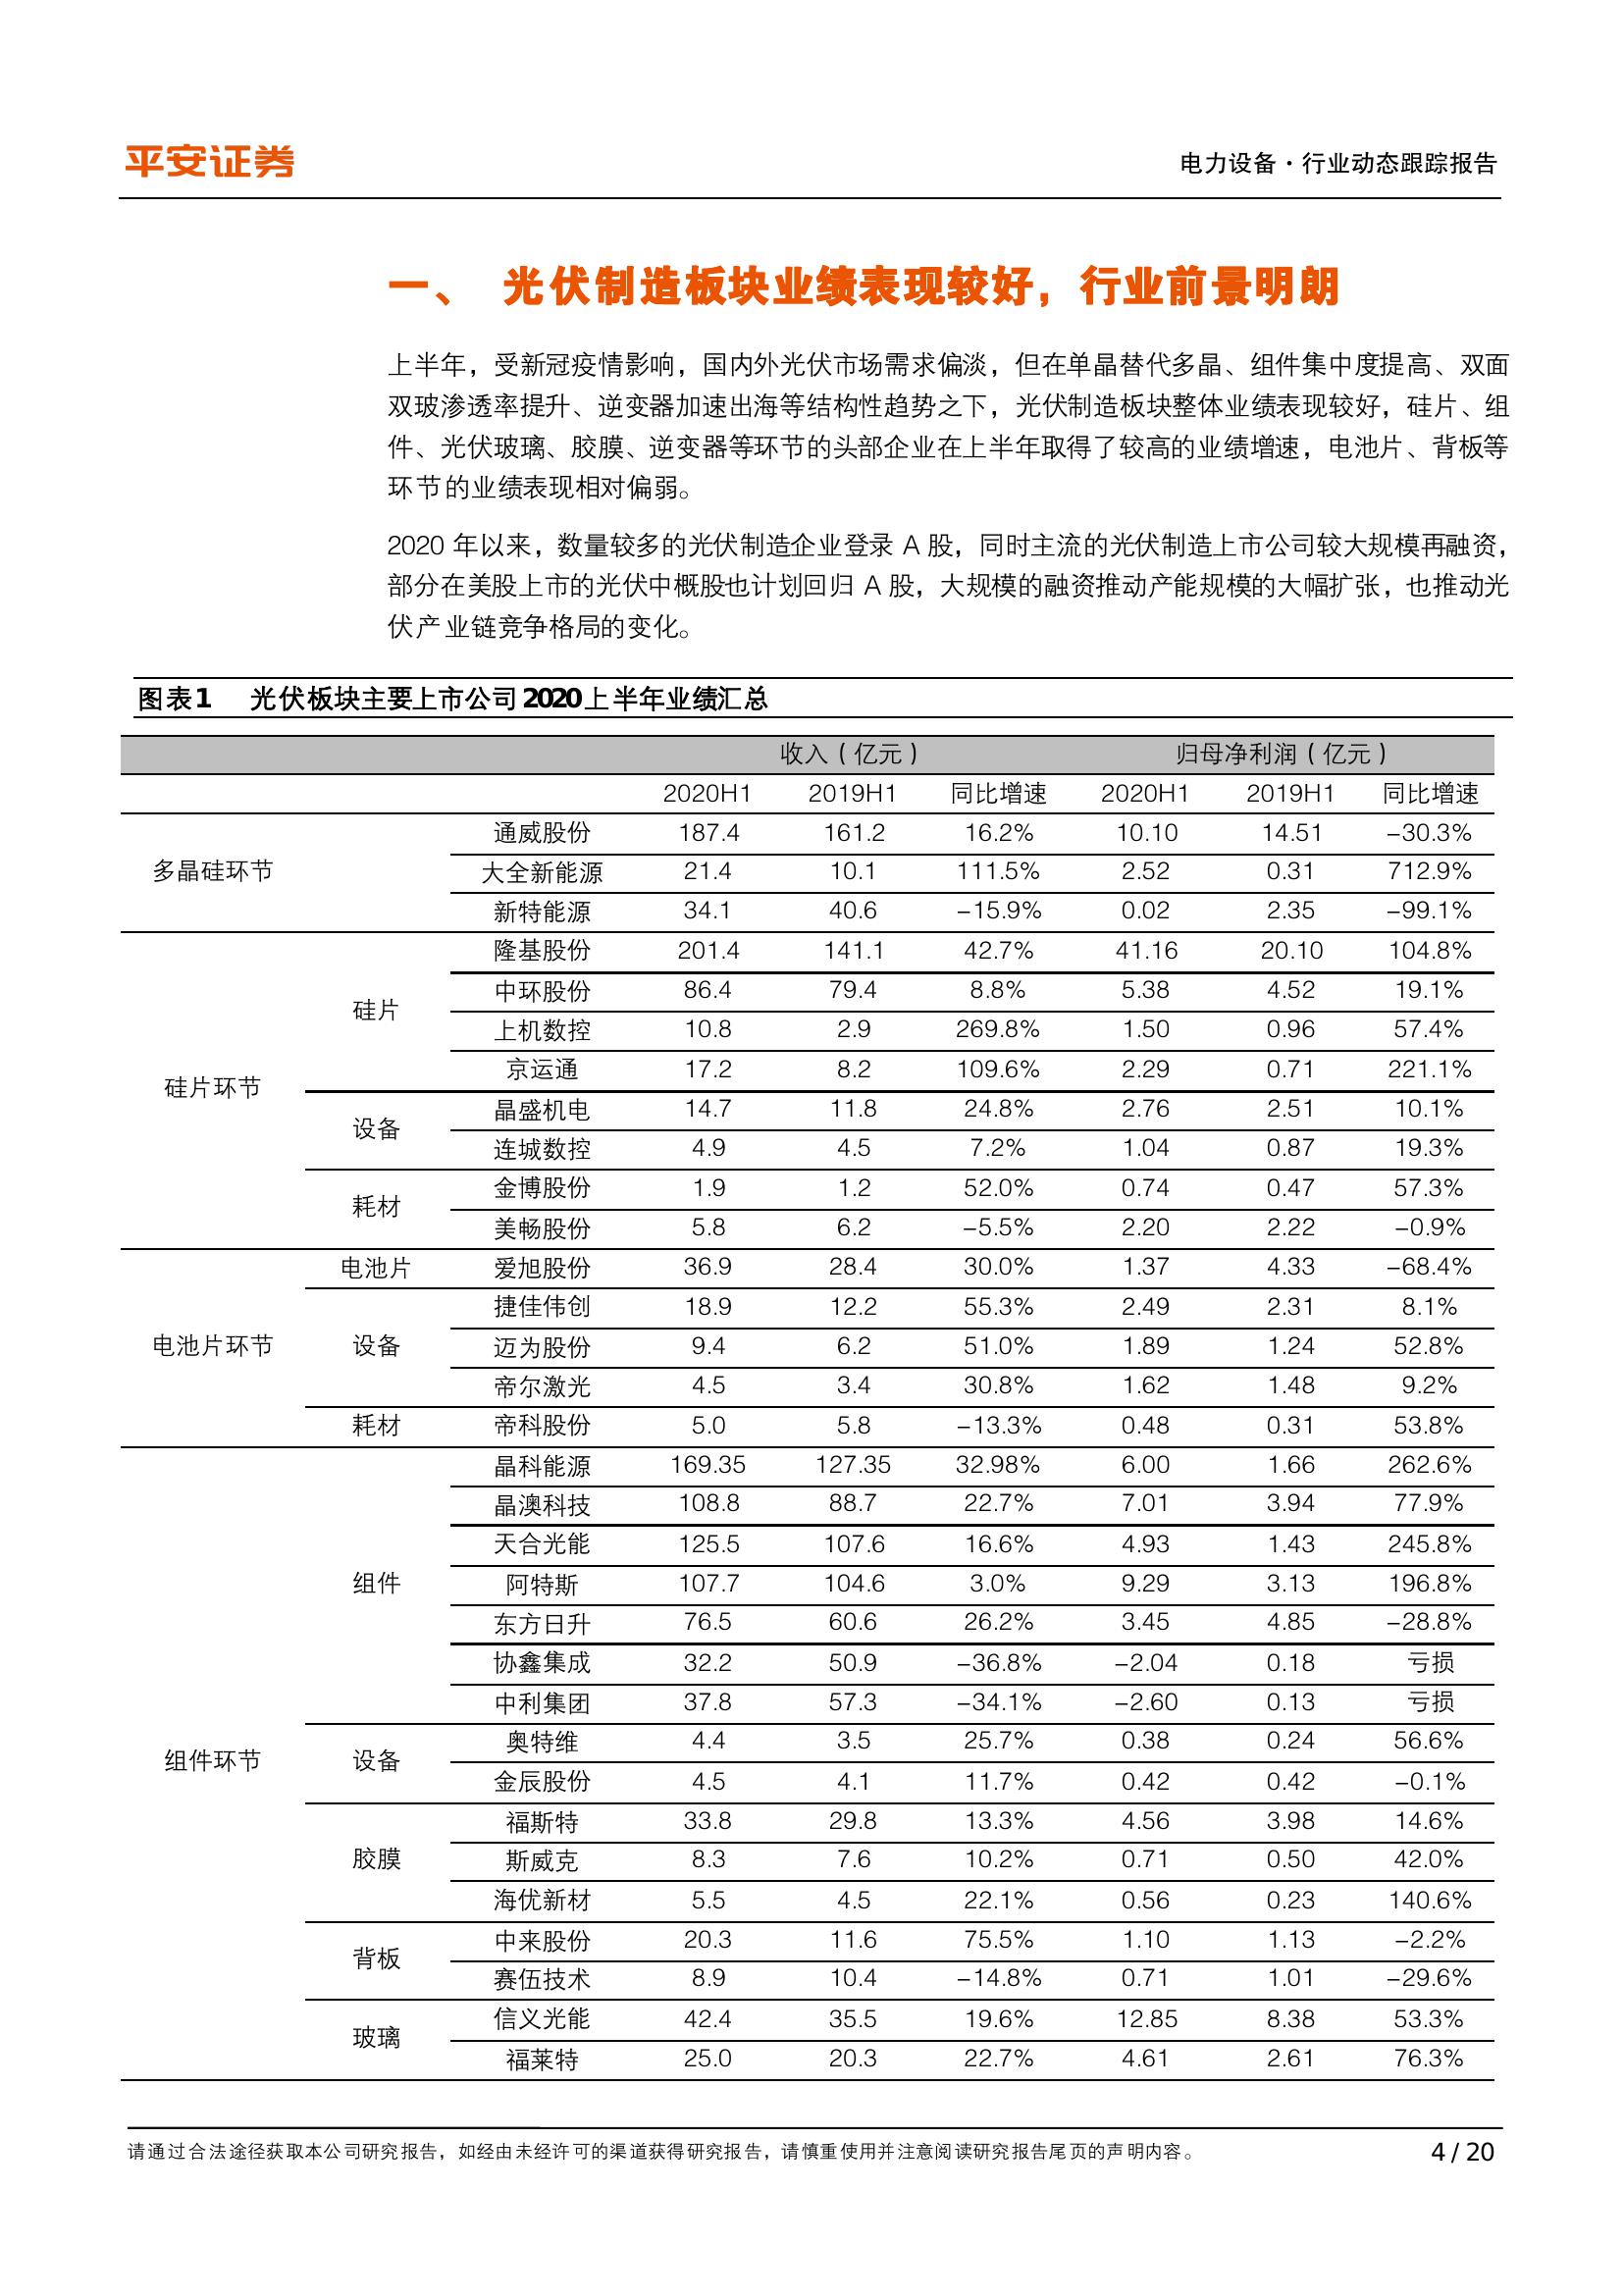 平安证券
电力设备·行业动态跟踪报告
一、 光伏制造板块业绩表现较好，行业前景明朗
上半年，受新冠疫情影响，国内外光伏市场需求偏淡，但在单晶替代多晶、组件集中度提高、双面
双玻渗透率提升、逆变器加速出海等结构性趋势之下，光伏制造板块整体业绩表现较好，硅片、组
件、光伏玻璃、胶膜、逆变器等环节的头部企业在上半年取得了较高的业绩增速，电池片、背板等
环节的业绩表现相对偏弱。
2020 年以来，数量较多的光伏制造企业登录 A 股，同时主流的光伏制造上市公司较大规模再融资，
部分在美股上市的光伏中概股也计划回归 A 股，大规模的融资推动产能规模的大幅扩张，也推动光
伏产业链竞争格局的变化。
图表1 光伏板块主要上市公司2020上半年业绩汇总
收入（亿元） 归母净利润（亿元）
2020H1 2019H1 同比增速 2020H1 2019H1 同比增速
多晶硅环节 通威股份 187.4 161.2 16.2% 10.10 14.51 -30.3%
大全新能源 21.4 10.1 111.5% 2.52 0.31 712.9%
新特能源 34.1 40.6 -15.9% 0.02 2.35 -99.1%
硅片环节 硅片 隆基股份 201.4 141.1 42.7% 41.16 20.10 104.8%
中环股份 86.4 79.4 8.8% 5.38 4.52 19.1%
上机数控 10.8 2.9 269.8% 1.50 0.96 57.4%
京运通 17.2 8.2 109.6% 2.29 0.71 221.1%
设备 晶盛机电 14.7 11.8 24.8% 2.76 2.51 10.1%
连城数控 4.9 4.5 7.2% 1.04 0.87 19.3%
耗材 金博股份 1.9 1.2 52.0% 0.74 0.47 57.3%
美畅股份 5.8 6.2 -5.5% 2.20 2.22 -0.9%
电池片环节 电池片 爱旭股份 36.9 28.4 30.0% 1.37 4.33 -68.4%
设备 捷佳伟创 18.9 12.2 55.3% 2.49 2.31 8.1%
迈为股份 9.4 6.2 51.0% 1.89 1.24 52.8%
帝尔激光 4.5 3.4 30.8% 1.62 1.48 9.2%
耗材 帝科股份 5.0 5.8 -13.3% 0.48 0.31 53.8%
组件环节 组件 晶科能源 169.35 127.35 32.98% 6.00 1.66 262.6%
晶澳科技 108.8 88.7 22.7% 7.01 3.94 77.9%
天合光能 125.5 107.6 16.6% 4.93 1.43 245.8%
阿特斯 107.7 104.6 3.0% 9.29 3.13 196.8%
东方日升 76.5 60.6 26.2% 3.45 4.85 -28.8%
协鑫集成 32.2 50.9 -36.8% -2.04 0.18 亏损
中利集团 37.8 57.3 -34.1% -2.60 0.13 亏损
设备 奥特维 4.4 3.5 25.7% 0.38 0.24 56.6%
金辰股份 4.5 4.1 11.7% 0.42 0.42 -0.1%
胶膜 福斯特 33.8 29.8 13.3% 4.56 3.98 14.6%
斯威克 8.3 7.6 10.2% 0.71 0.50 42.0%
海优新材 5.5 4.5 22.1% 0.56 0.23 140.6%
背板 中来股份 20.3 11.6 75.5% 1.10 1.13 -2.2%
赛伍技术 8.9 10.4 -14.8% 0.71 1.01 -29.6%
玻璃 信义光能 42.4 35.5 19.6% 12.85 8.38 53.3%
福莱特 25.0 20.3 22.7% 4.61 2.61 76.3%
请通过合法途径获取本公司研究报告，如经由未经许可的渠道获得研究报告，请慎重使用并注意阅读研究报告尾页的声明内容。
4 / 20